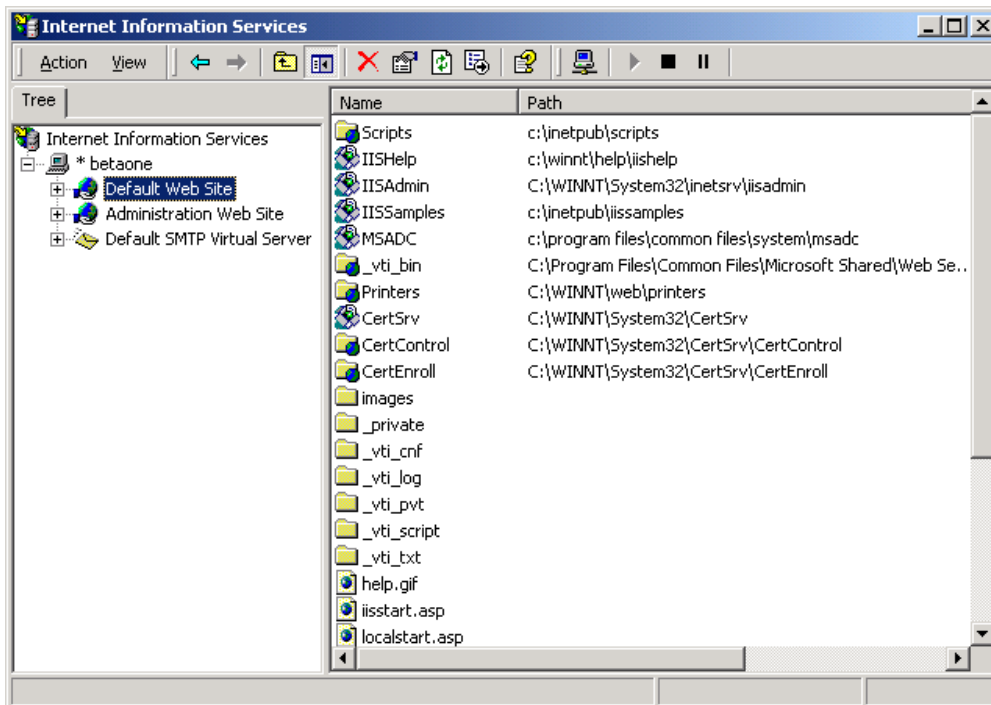 Internet Information Services
Action View
Tree
Internet Information Services
* betaone
Default Web Site
Administration Web Site
Default SMTP Virtual Server
Name Path
Scripts c:\inetpub\scripts
IISHelp c:\winnt\help\iishelp
IISAdmin C:\WINNT\System32\inetsrv\iisadmin
IISSamples c:\inetpub\iissamples
MSADC c:\program files\common files\system\msadc
_vti_bin C:\Program Files\Common Files\Microsoft Shared\Web Se..
Printers C:\WINNT\web\printers
CertSrv C:\WINNT\System32\CertSrv
CertControl C:\WINNT\System32\CertSrv\CertControl
CertEnroll C:\WINNT\System32\CertSrv\CertEnroll
images
_private
_vti_cnf
_vti_log
_vti_pvt
_vti_script
_vti_txt
help.gif
iisstart.asp
localstart.asp